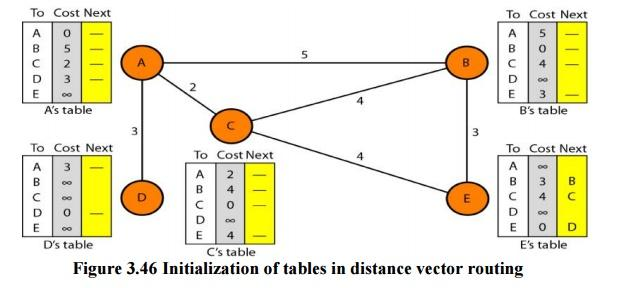 To Cost Next
A 0 —
B 5 —
C 2 —
D 3 —
E ∞
A's table
To Cost Next
A 5 —
B 0 —
C 4 —
D ∞
E 3 —
B's table
A
5
B
2
4
C
3
3
4
D
E
To Cost Next
A 3 —
B ∞
C ∞
D 0 —
E ∞
D's table
To Cost Next
A 2 —
B 4 —
C 0 —
D ∞
E 4 —
C's table
To Cost Next
A ∞
B 3 B
C 4 C
D ∞
E 0 D
E's table
Figure 3.46 Initialization of tables in distance vector routing